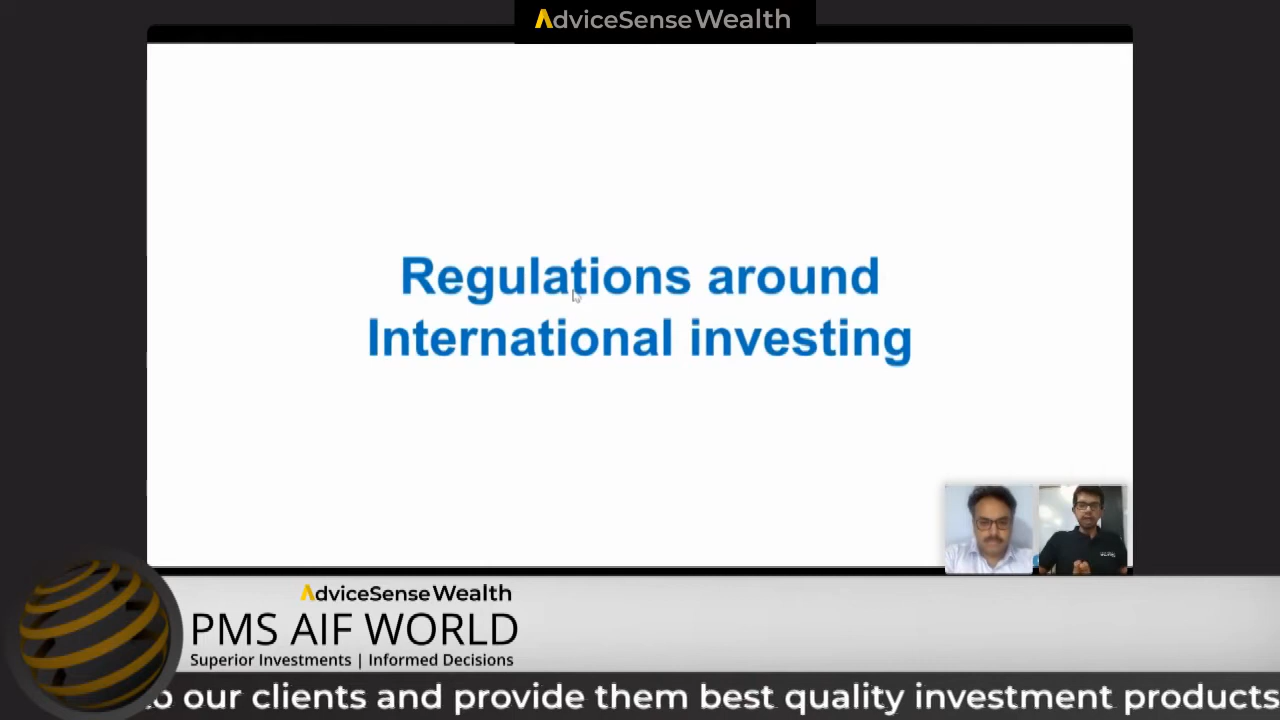 AdviceSense Wealth
Regulations around
International investing
AdviceSense Wealth
PMS AIF WORLD
Superior Investments | Informed Decisions
our clients and provide them best quality investment products